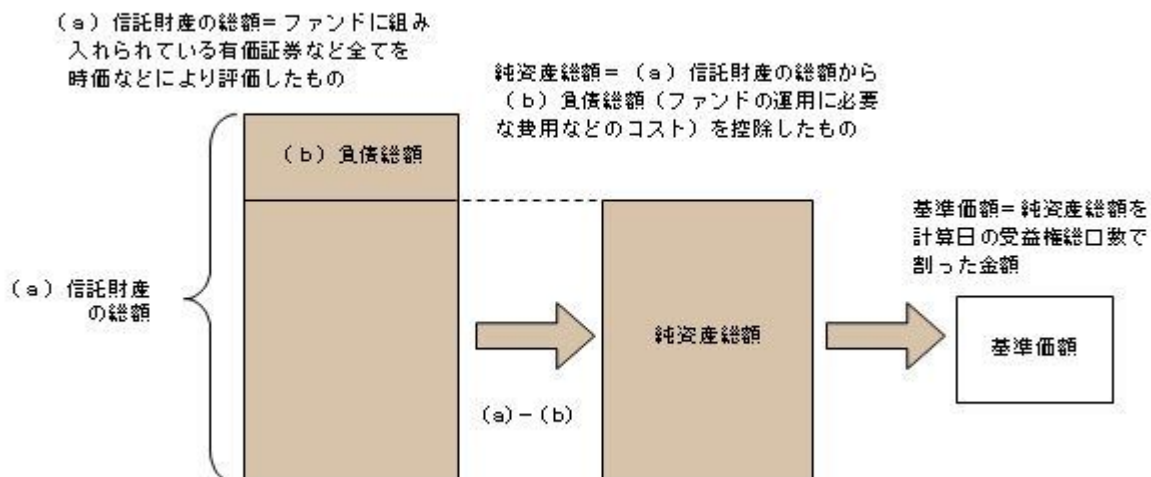 (a)信託財産の総額=ファンドに組み
入れられている有価証券など全てを
時価などにより評価したもの
純資産総額=(a)信託財産の総額から
(b)負債総額(ファンドの運用に必要
な費用などのコスト)を控除したもの
(b)負債総額
基準価額=純資産総額を
計算日の受益権総口数で
割った金額
(a)信託財産
の総額
純資産総額
基準価額
(a)-(b)